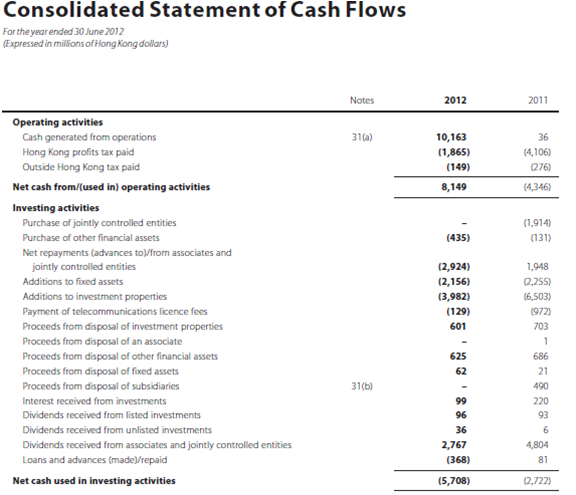 Consolidated Statement of Cash Flows
For the year ended 30 June 2012
(Expressed in millions of Hong Kong dollars)
Notes 2012 2011
Operating activities
Cash generated from operations 31(a) 10,163 36
Hong Kong profits tax paid (1,865) (4,106)
Outside Hong Kong tax paid (149) (276)
Net cash from/(used in) operating activities 8,149 (4,346)
Investing activities
Purchase of jointly controlled entities – (1,914)
Purchase of other financial assets (435) (131)
Net repayments (advances to)/from associates and
jointly controlled entities (2,924) 1,948
Additions to fixed assets (2,156) (2,255)
Additions to investment properties (3,982) (6,503)
Payment of telecommunications licence fees (129) (972)
Proceeds from disposal of investment properties 601 703
Proceeds from disposal of an associate – 1
Proceeds from disposal of other financial assets 625 686
Proceeds from disposal of fixed assets 62 21
Proceeds from disposal of subsidiaries 31(b) – 490
Interest received from investments 99 220
Dividends received from listed investments 96 93
Dividends received from unlisted investments 36 6
Dividends received from associates and jointly controlled entities 2,767 4,804
Loans and advances (made)/repaid (368) 81
Net cash used in investing activities (5,708) (2,722)